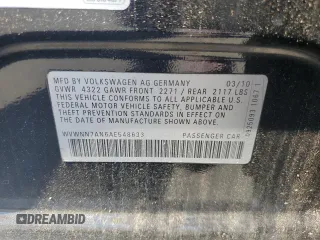 MFD BY VOLKSWAGEN AG GERMANY 03/10
GVWR 4322 GAWR FRONT 2271 / REAR 2117 LBS
THIS VEHICLE CONFORMS TO ALL APPLICABLE U.S.
FEDERAL MOTOR VEHICLE SAFETY, BUMPER AND
THEFT PREVENTION STANDARDS IN EFFECT ON THE
DATE OF MANUFACTURE SHOWN ABOVE.
WVWNN7AN6AE548633 PASSENGER CAR
DREAMBID